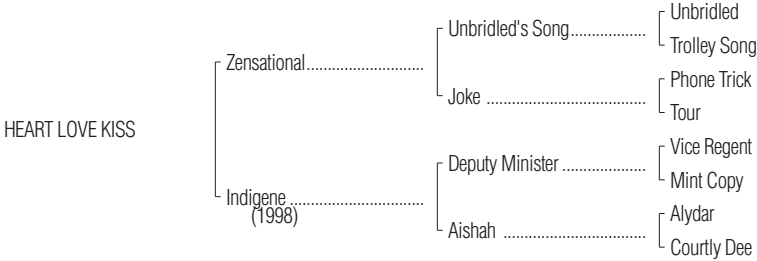 Unbridled
Unbridled's Song
Trolley Song
Zensational
Phone Trick
Joke
Tour
HEART LOVE KISS
Vice Regent
Deputy Minister
Mint Copy
Indigene
(1998)
Alydar
Aishah
Courtly Dee